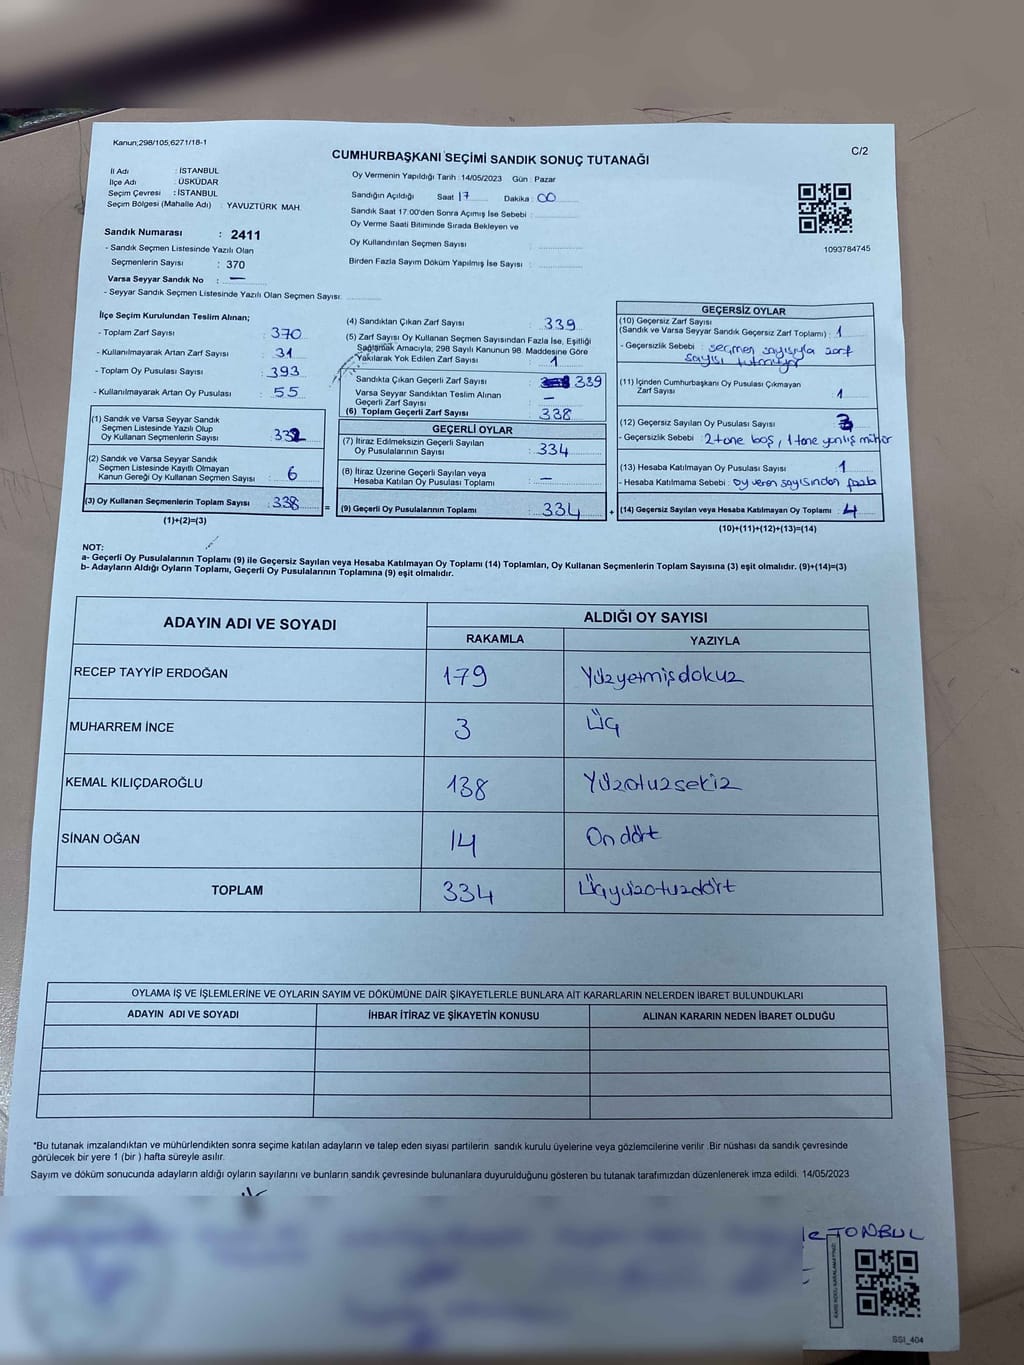 Kanun;298/105,6271/18-1
C/2
CUMHURBAŞKANI SEÇİMİ SANDIK SONUÇ TUTANAĞI
İl Adı : İSTANBUL
İlçe Adı : ÜSKÜDAR
Seçim Çevresi : İSTANBUL
Seçim Bölgesi (Mahalle Adı) : YAVUZTÜRK MAH.
Sandık Numarası : 2411
- Sandık Seçmen Listesinde Yazılı Olan
Seçmenlerin Sayısı : 370
Varsa Seyyar Sandık No : —
- Seyyar Sandık Seçmen Listesinde Yazılı Olan Seçmen Sayısı:
Oy Vermenin Yapıldığı Tarih : 14/05/2023 Gün : Pazar
Sandığın Açıldığı Saat 17 Dakika : 00
Sandık Saat 17.00'den Sonra Açımış İse Sebebi :
Oy Verme Saati Bitiminde Sırada Bekleyen ve
Oy Kullandırılan Seçmen Sayısı :
Birden Fazla Sayım Döküm Yapılmış İse Sayısı :
1093784745
İlçe Seçim Kurulundan Teslim Alınan;
- Toplam Zarf Sayısı : 370
- Kullanılmayarak Artan Zarf Sayısı : 31
- Toplam Oy Pusulası Sayısı : 393
- Kullanılmayarak Artan Oy Pusulası : 55
(1) Sandık ve Varsa Seyyar Sandık
Seçmen Listesinde Yazılı Olup
Oy Kullanan Seçmenlerin Sayısı : 332
(2) Sandık ve Varsa Seyyar Sandık
Seçmen Listesinde Kayıtlı Olmayan
Kanun Gereği Oy Kullanan Seçmen Sayısı : 6
(3) Oy Kullanan Seçmenlerin Toplam Sayısı : 338
(1)+(2)=(3)
=
(4) Sandıktan Çıkan Zarf Sayısı : 339
(5) Zarf Sayısı Oy Kullanan Seçmen Sayısından Fazla İse, Eşitliği
Sağlamak Amacıyla; 298 Sayılı Kanunun 98. Maddesine Göre
Yakılarak Yok Edilen Zarf Sayısı : 1
Sandıkta Çıkan Geçerli Zarf Sayısı : 339
Varsa Seyyar Sandıktan Teslim Alınan
Geçerli Zarf Sayısı : —
(6) Toplam Geçerli Zarf Sayısı : 338
GEÇERLİ OYLAR
(7) İtiraz Edilmeksizin Geçerli Sayılan
Oy Pusulalarının Sayısı : 334
(8) İtiraz Üzerine Geçerli Sayılan veya
Hesaba Katılan Oy Pusulası Toplamı : —
(9) Geçerli Oy Pusulalarının Toplamı : 334
+
GEÇERSİZ OYLAR
(10) Geçersiz Zarf Sayısı
(Sandık ve Varsa Seyyar Sandık Geçersiz Zarf Toplamı) : 1
- Geçersizlik Sebebi : seçmen sayısıyla zarf
sayısı tutmuyor
(11) İçinden Cumhurbaşkanı Oy Pusulası Çıkmayan
Zarf Sayısı : 1
(12) Geçersiz Sayılan Oy Pusulası Sayısı : 3
- Geçersizlik Sebebi : 2 tane boş, 1 tane yanlış mühür
(13) Hesaba Katılmayan Oy Pusulası Sayısı : 1
- Hesaba Katılmama Sebebi : oy veren sayısından fazla
(14) Geçersiz Sayılan veya Hesaba Katılmayan Oy Toplamı : 4
(10)+(11)+(12)+(13)=(14)
NOT:
a- Geçerli Oy Pusulalarının Toplamı (9) ile Geçersiz Sayılan veya Hesaba Katılmayan Oy Toplamı (14) Toplamları, Oy Kullanan Seçmenlerin Toplam Sayısına (3) eşit olmalıdır. (9)+(14)=(3)
b- Adayların Aldığı Oyların Toplamı, Geçerli Oy Pusulalarının Toplamına (9) eşit olmalıdır.
ADAYIN ADI VE SOYADI
ALDIĞI OY SAYISI
RAKAMLA YAZIYLA
RECEP TAYYİP ERDOĞAN 179 Yüzyetmişdokuz
MUHARREM İNCE 3 Üç
KEMAL KILIÇDAROĞLU 138 Yüzotuzsekiz
SİNAN OĞAN 14 On dört
TOPLAM 334 Üçyüzotuzdört
OYLAMA İŞ VE İŞLEMLERİNE VE OYLARIN SAYIM VE DÖKÜMÜNE DAİR ŞİKAYETLERLE BUNLARA AİT KARARLARIN NELERDEN İBARET BULUNDUKLARI
ADAYIN ADI VE SOYADI İHBAR İTİRAZ VE ŞİKAYETİN KONUSU ALINAN KARARIN NEDEN İBARET OLDUĞU
*Bu tutanak imzalandıktan ve mühürlendikten sonra seçime katılan adayların ve talep eden siyasi partilerin sandık kurulu üyelerine veya gözlemcilerine verilir .Bir nüshası da sandık çevresinde
görülecek bir yere 1 (bir ) hafta süreyle asılır.
Sayım ve döküm sonucunda adayların aldığı oyların sayılarını ve bunların sandık çevresinde bulunanlara duyurulduğunu gösteren bu tutanak tarafımızdan düzenlenerek imza edildi. 14/05/2023
TONBUL
SSI_404